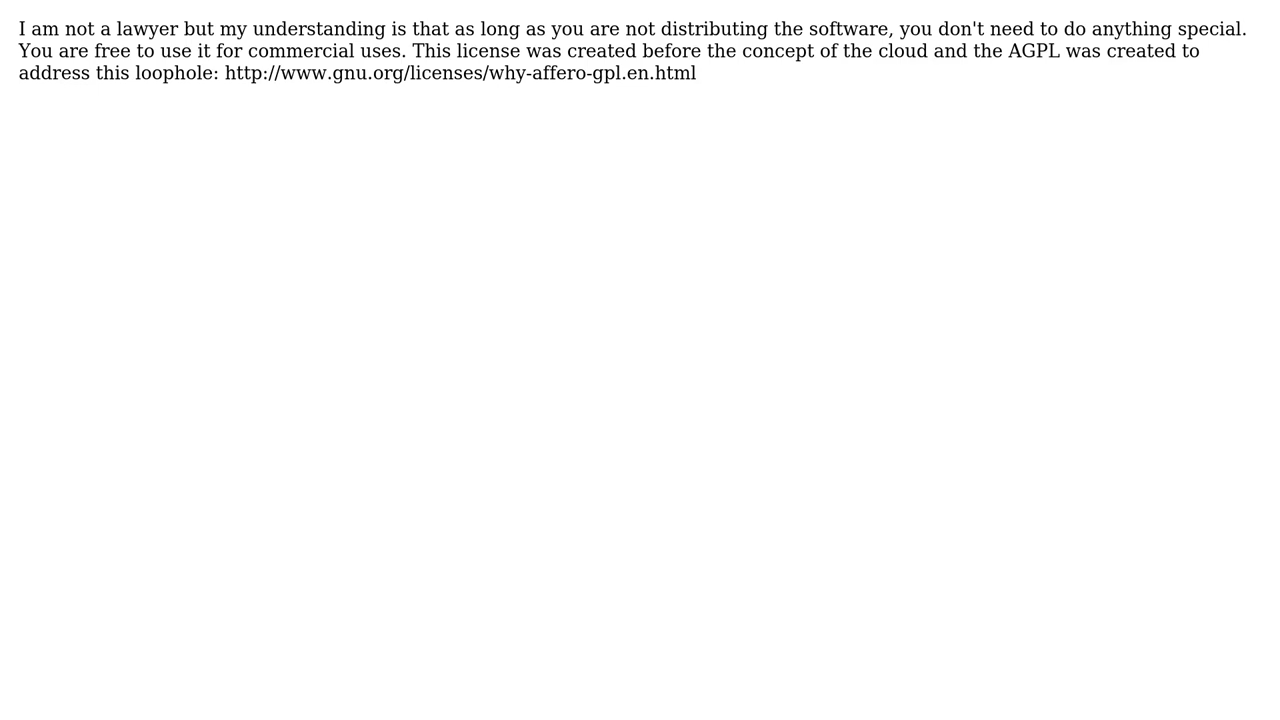 I am not a lawyer but my understanding is that as long as you are not distributing the software, you don't need to do anything special.
You are free to use it for commercial uses. This license was created before the concept of the cloud and the AGPL was created to
address this loophole: http://www.gnu.org/licenses/why-affero-gpl.en.html